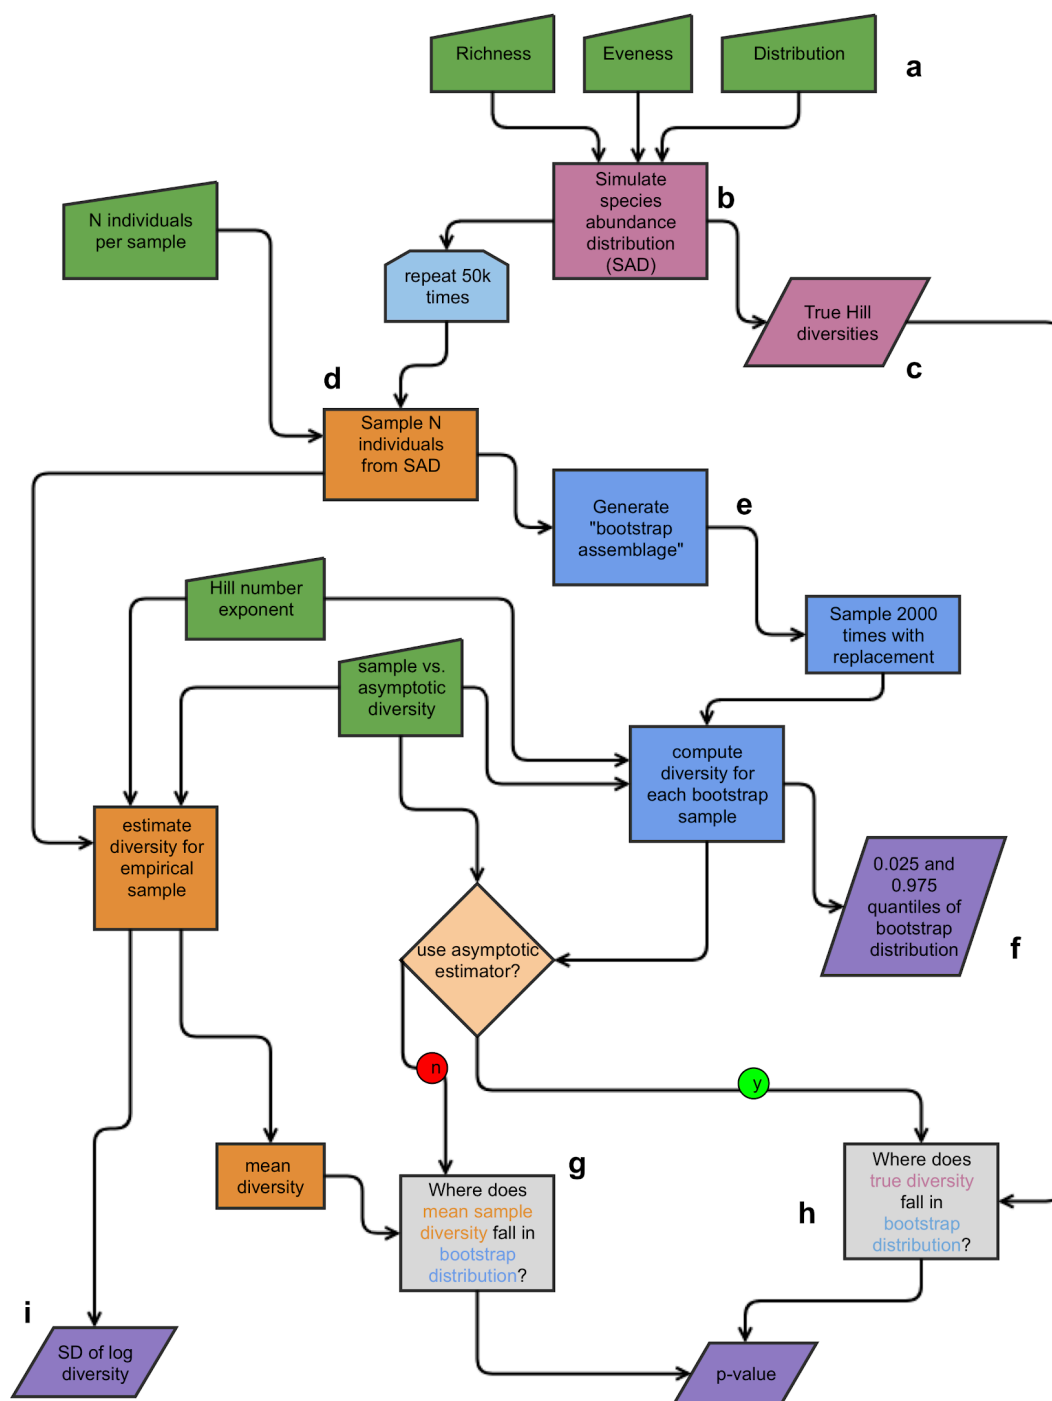 Richness
Eveness
Distribution
a
Simulate
species
abundance
distribution
(SAD)
b
N individuals
per sample
repeat 50k
times
True Hill
diversities
c
d
Sample N
individuals
from SAD
Generate
"bootstrap
assemblage"
e
Hill number
exponent
Sample 2000
times with
replacement
sample vs.
asymptotic
diversity
compute
diversity for
each bootstrap
sample
estimate
diversity for
empirical
sample
0.025 and
0.975
quantiles of
bootstrap
distribution
f
use asymptotic
estimator?
n
y
mean
diversity
g
Where does
mean sample
diversity fall in
bootstrap
distribution?
h
Where does
true diversity
fall in
bootstrap
distribution?
i
SD of log
diversity
p-value